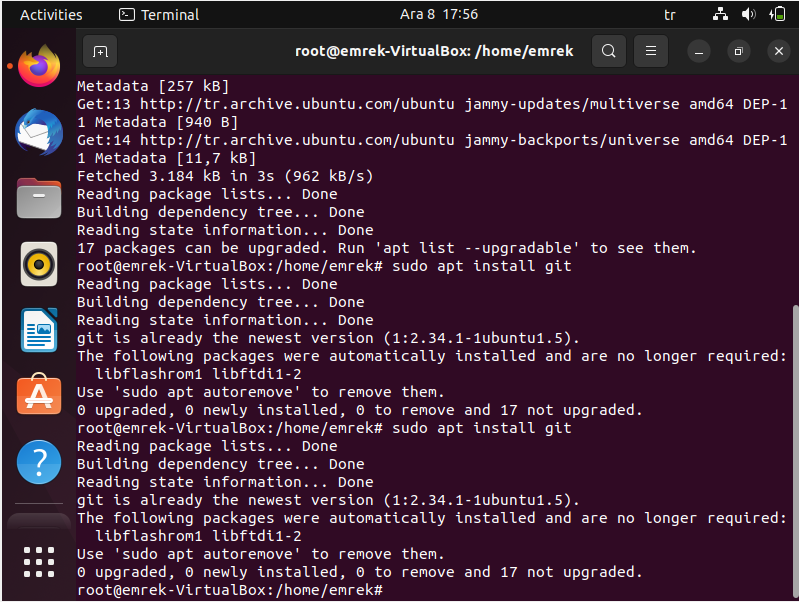 Activities Terminal Ara 8 17:56 tr
root@emrek-VirtualBox: /home/emrek
Metadata [257 kB]
Get:13 http://tr.archive.ubuntu.com/ubuntu jammy-updates/multiverse amd64 DEP-1
1 Metadata [940 B]
Get:14 http://tr.archive.ubuntu.com/ubuntu jammy-backports/universe amd64 DEP-1
1 Metadata [11,7 kB]
Fetched 3.184 kB in 3s (962 kB/s)
Reading package lists... Done
Building dependency tree... Done
Reading state information... Done
17 packages can be upgraded. Run 'apt list --upgradable' to see them.
root@emrek-VirtualBox:/home/emrek# sudo apt install git
Reading package lists... Done
Building dependency tree... Done
Reading state information... Done
git is already the newest version (1:2.34.1-1ubuntu1.5).
The following packages were automatically installed and are no longer required:
  libflashrom1 libftdi1-2
Use 'sudo apt autoremove' to remove them.
0 upgraded, 0 newly installed, 0 to remove and 17 not upgraded.
root@emrek-VirtualBox:/home/emrek# sudo apt install git
Reading package lists... Done
Building dependency tree... Done
Reading state information... Done
git is already the newest version (1:2.34.1-1ubuntu1.5).
The following packages were automatically installed and are no longer required:
  libflashrom1 libftdi1-2
Use 'sudo apt autoremove' to remove them.
0 upgraded, 0 newly installed, 0 to remove and 17 not upgraded.
root@emrek-VirtualBox:/home/emrek#